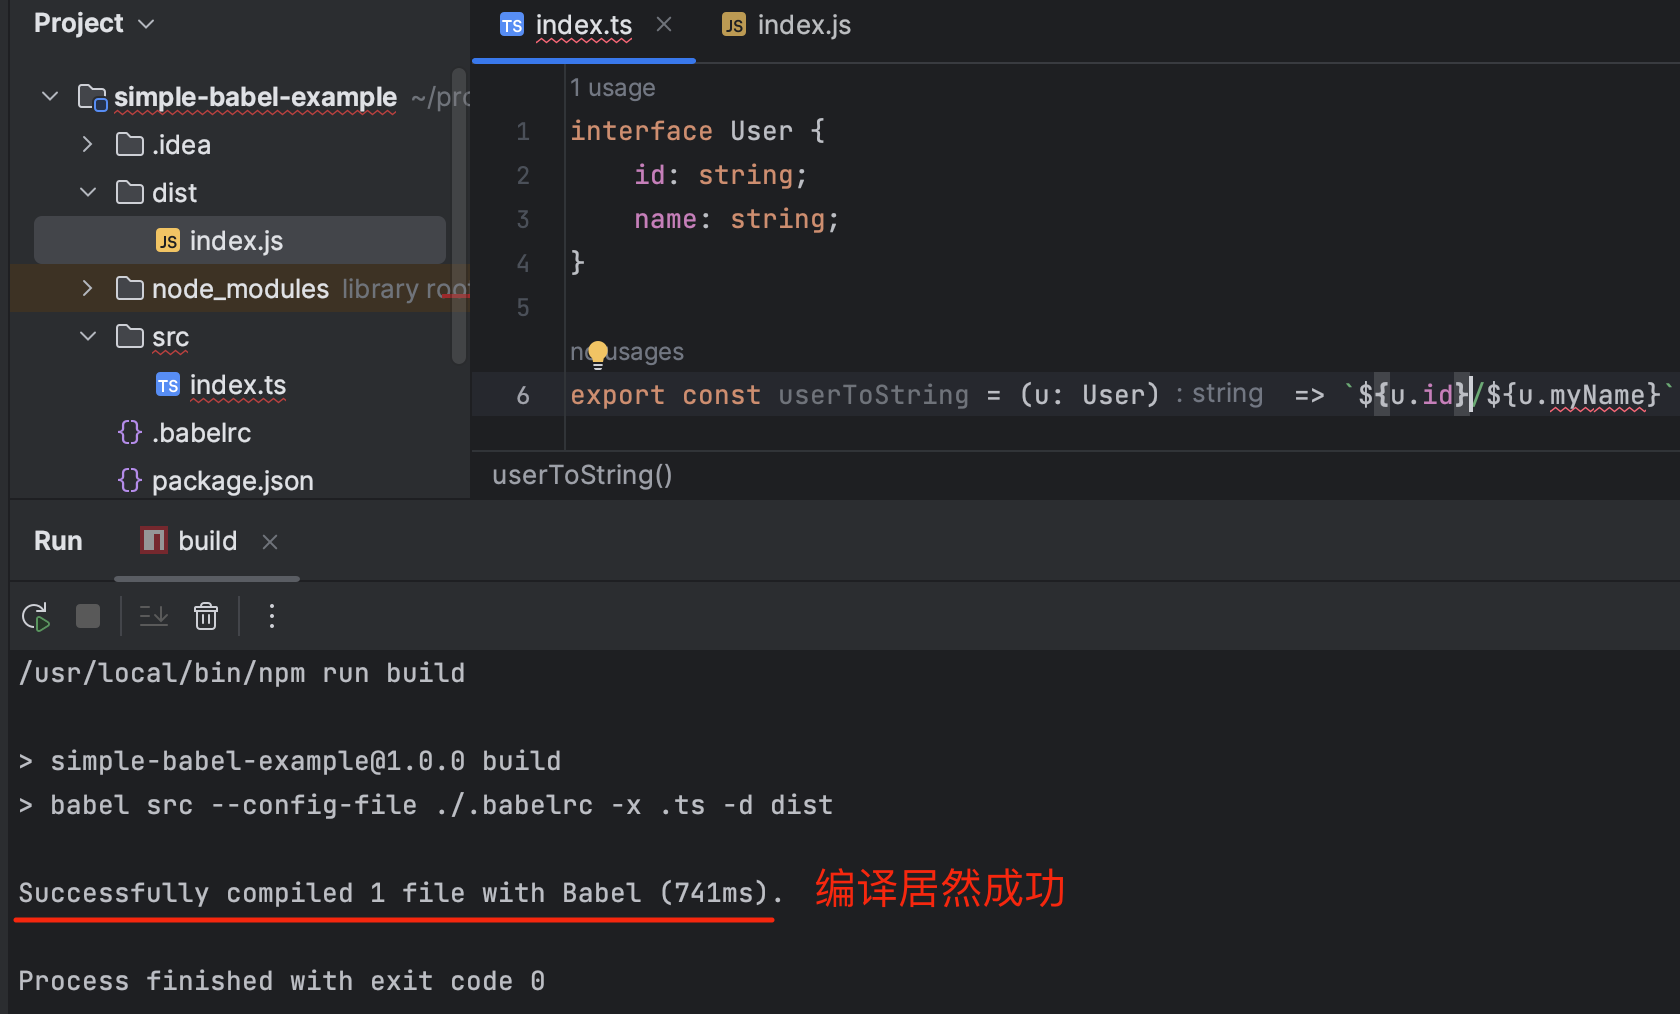 Project
TS index.ts
JS index.js
simple-babel-example ~/pro
.idea
dist
JS index.js
node_modules library root
src
TS index.ts
{} .babelrc
{} package.json
1 usage
1 interface User {
2 id: string;
3 name: string;
4 }
5
no usages
6 export const userToString = (u: User) : string => `${u.id}/${u.myName}`
userToString()
Run
build
/usr/local/bin/npm run build
> simple-babel-example@1.0.0 build
> babel src --config-file ./.babelrc -x .ts -d dist
Successfully compiled 1 file with Babel (741ms).
编译居然成功
Process finished with exit code 0